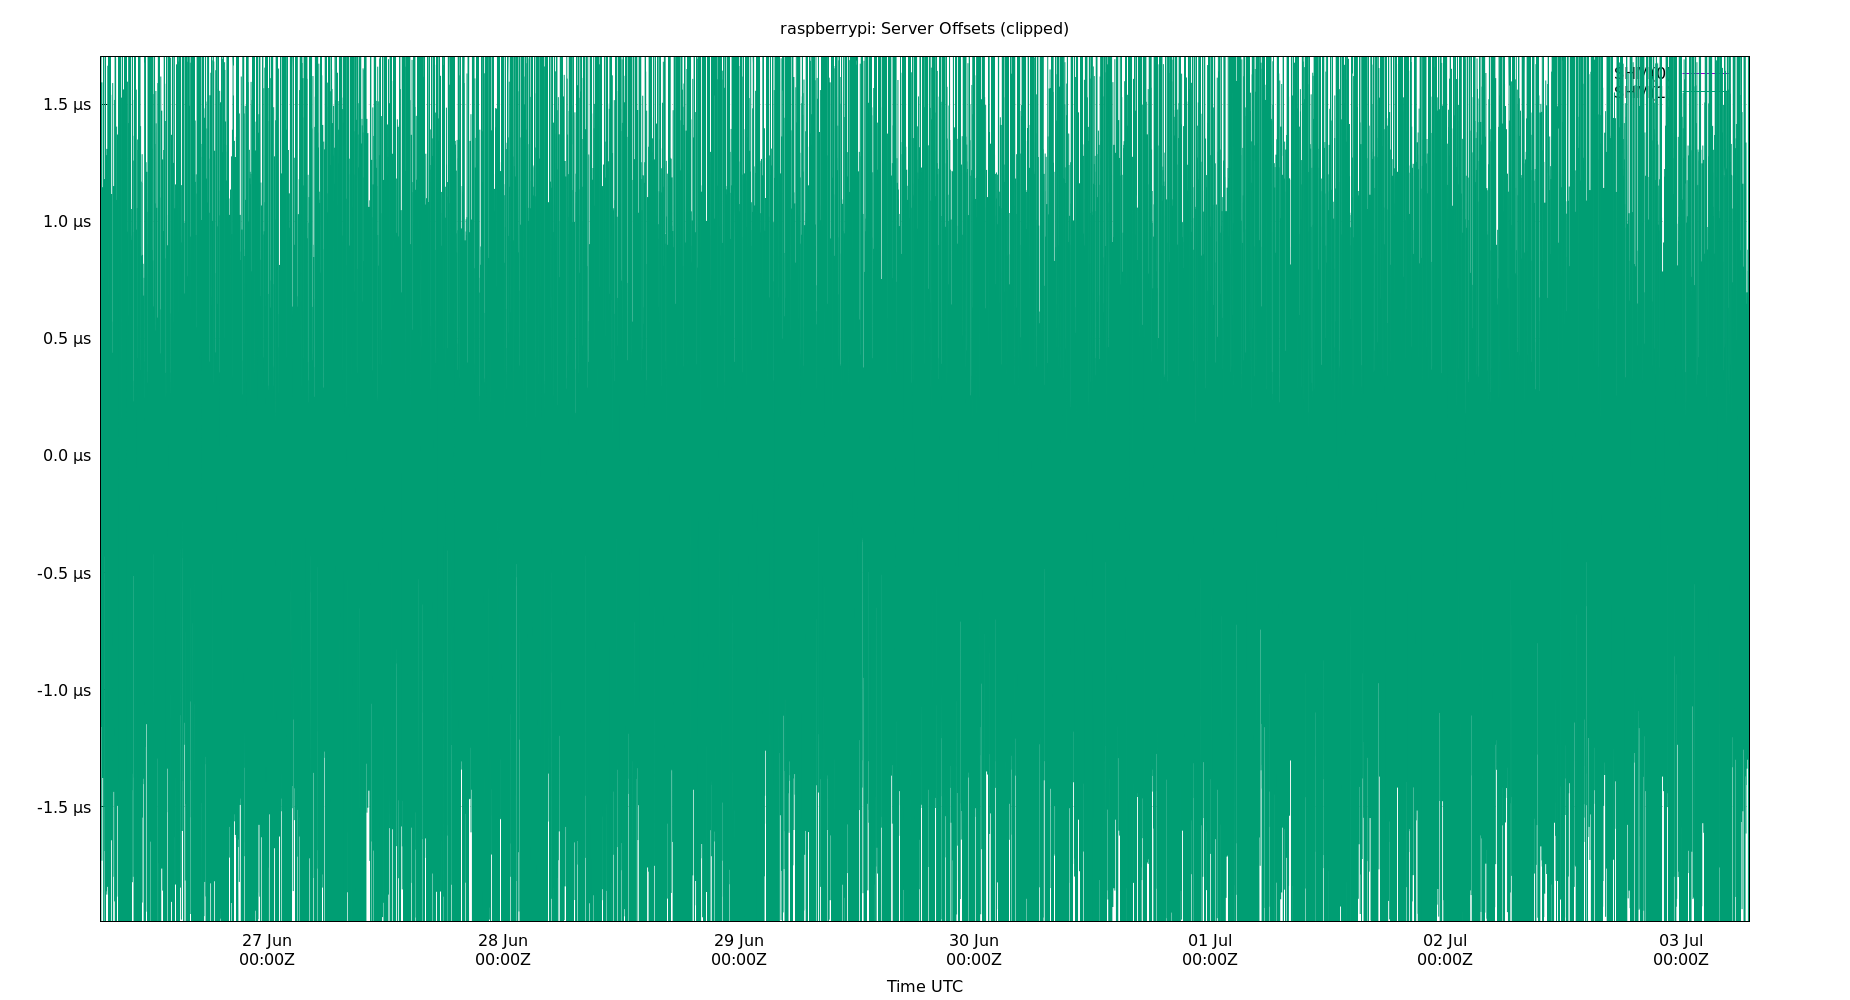 raspberrypi: Server Offsets (clipped)
1.5 µs
1.0 µs
0.5 µs
0.0 µs
-0.5 µs
-1.0 µs
-1.5 µs
27 Jun 28 Jun 29 Jun 30 Jun 01 Jul 02 Jul 03 Jul
00:00Z 00:00Z 00:00Z 00:00Z 00:00Z 00:00Z 00:00Z
Time UTC